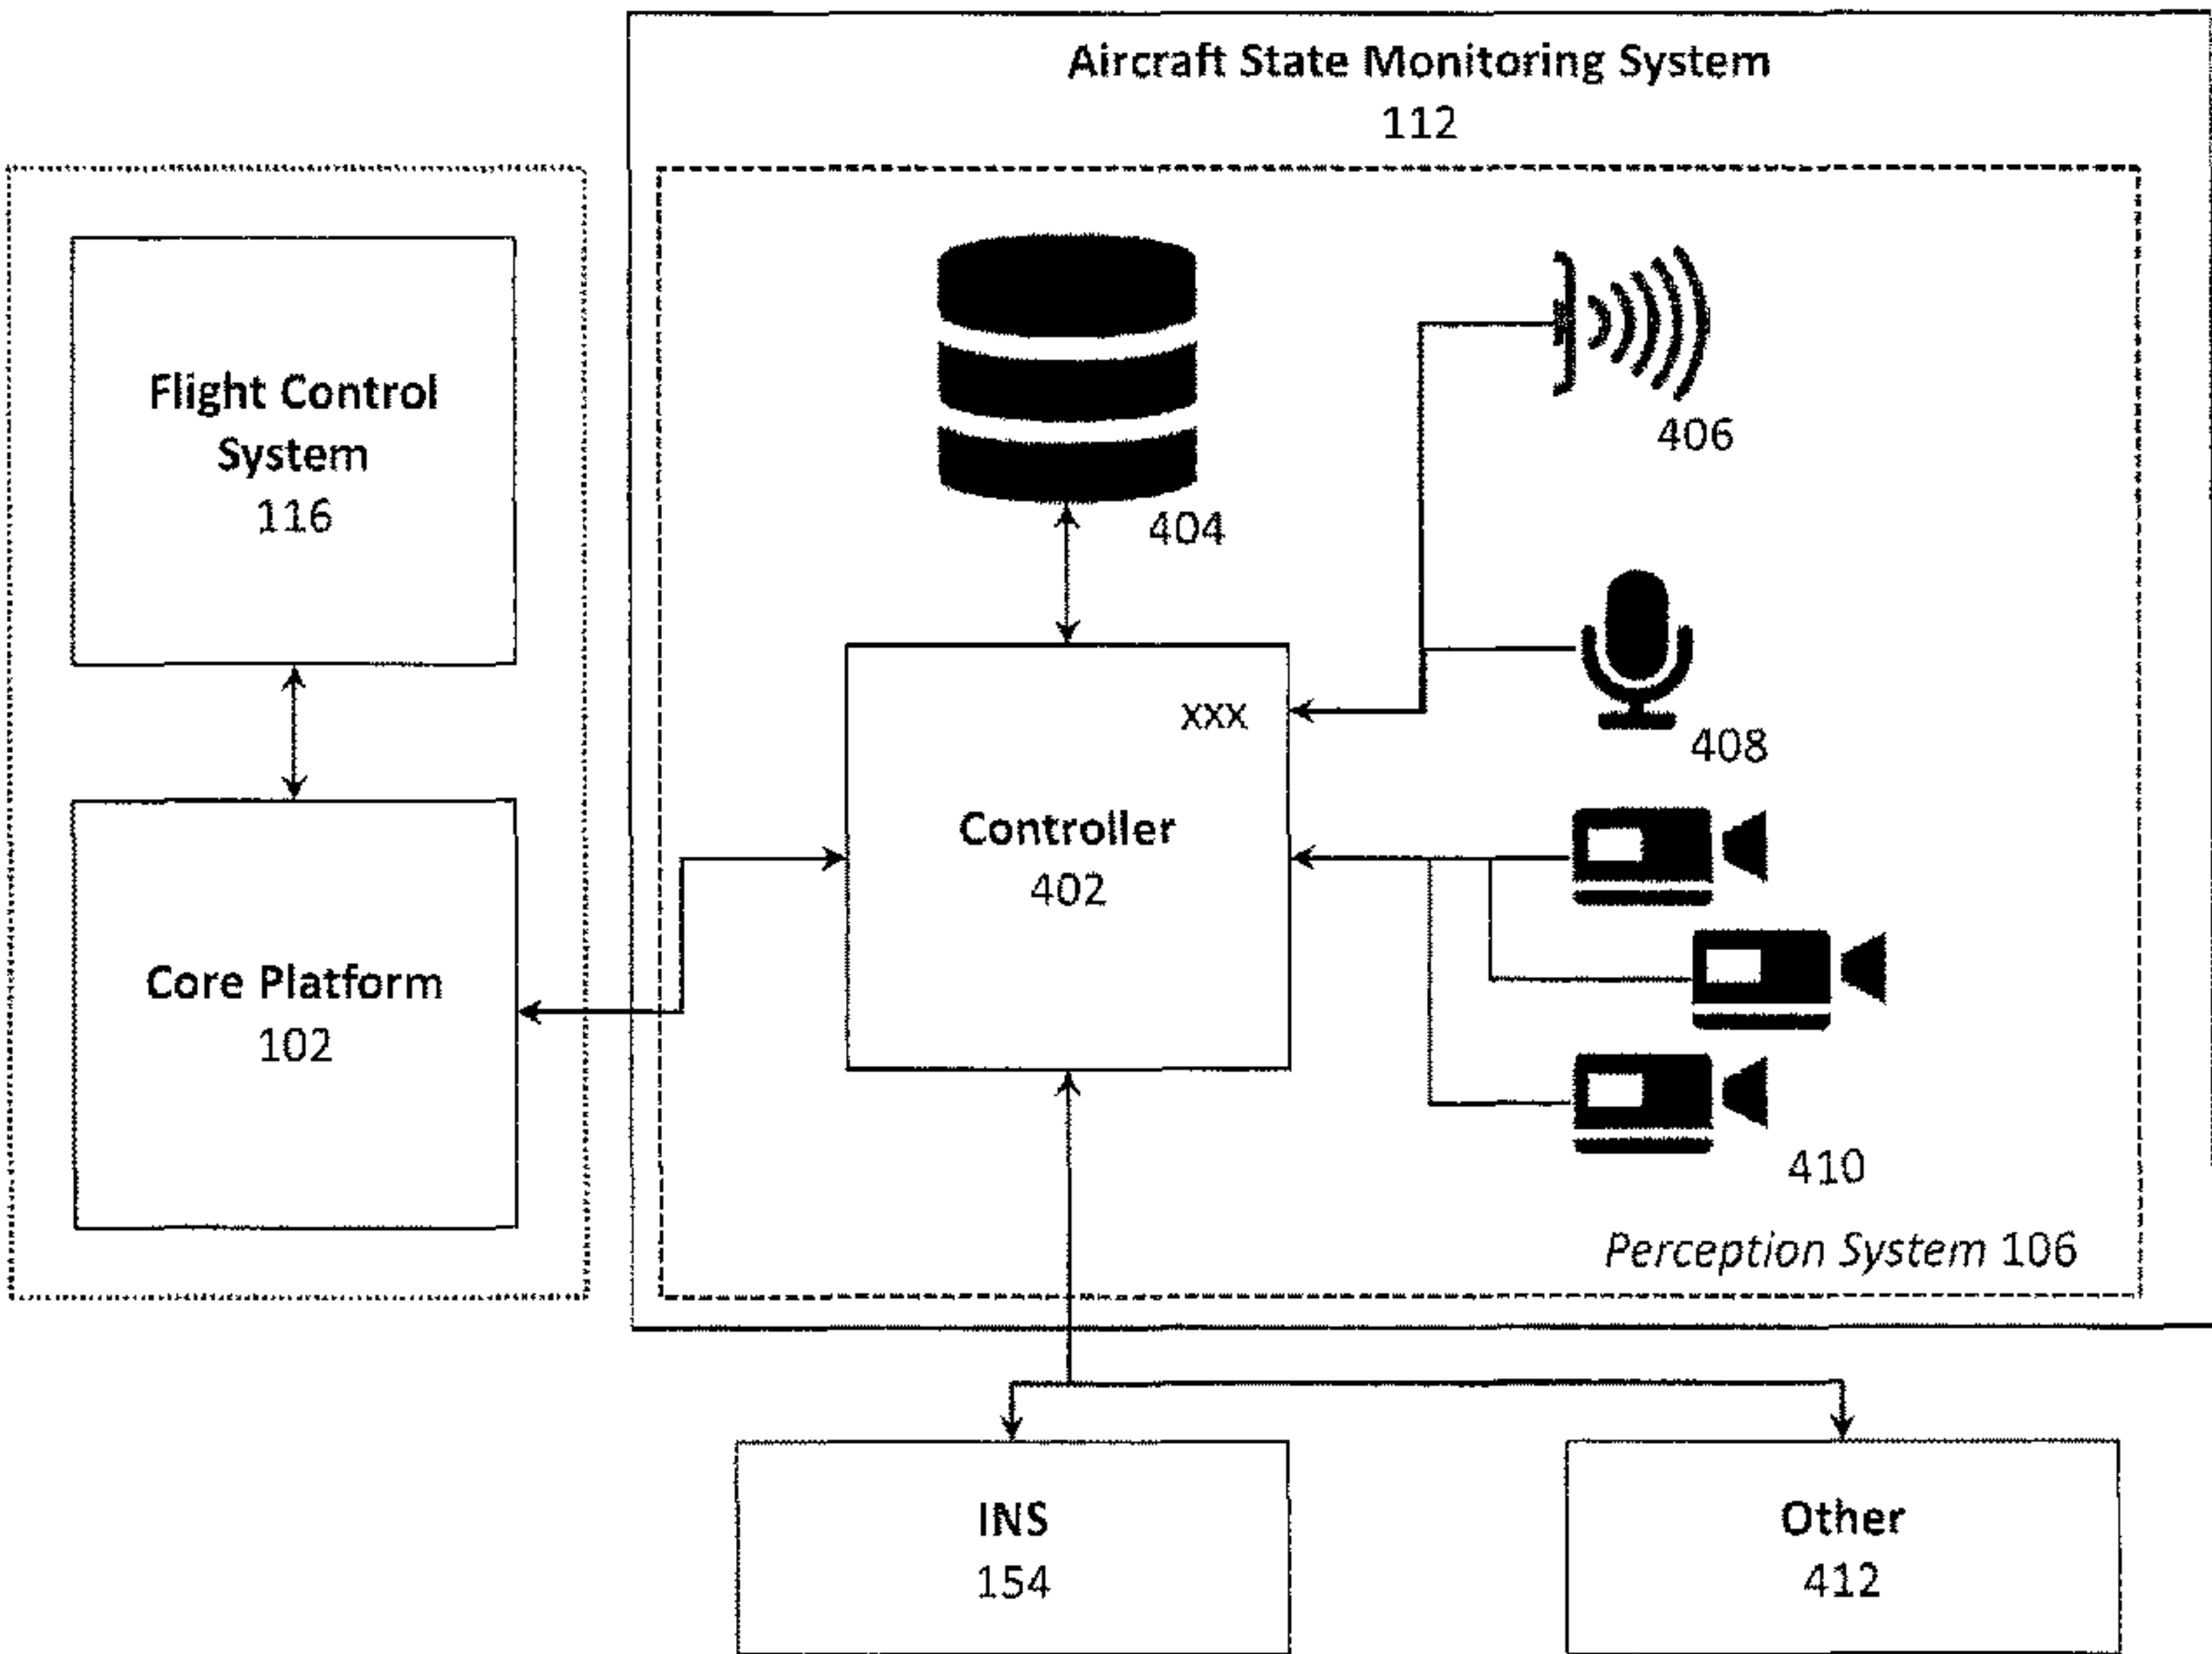 Aircraft State Monitoring System
112
Flight Control
System
116
404
406
408
xxx
Controller
402
Core Platform
102
410
Perception System 106
INS
154
Other
412